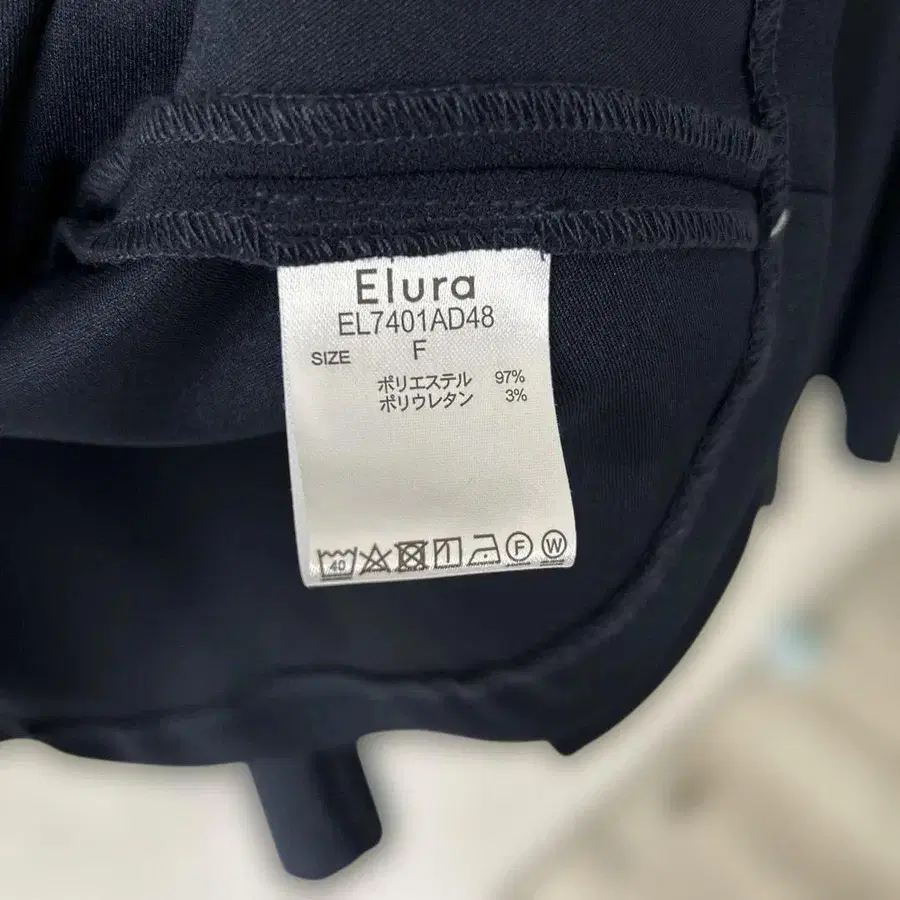 Elura
EL7401AD48
SIZE F
ポリエステル 97%
ポリウレタン 3%
40 F W